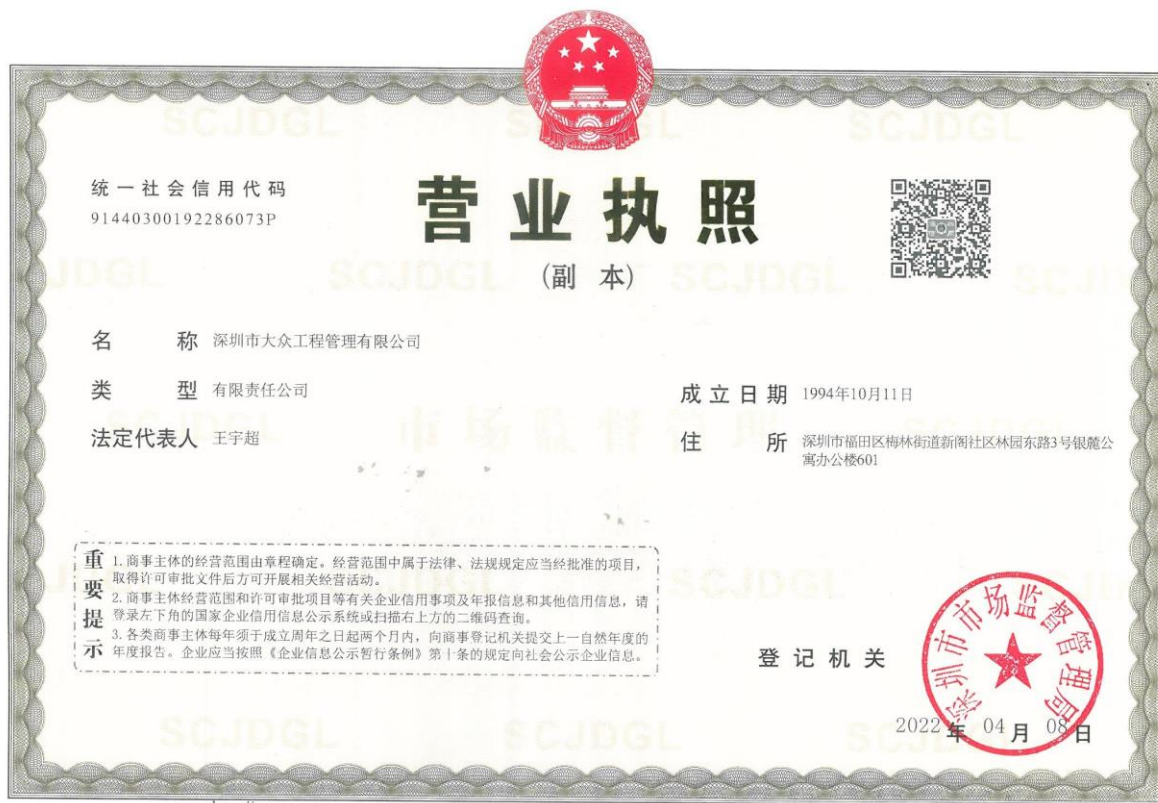 统一社会信用代码
91440300192286073P
营业执照
(副 本)
名 称 深圳市大众工程管理有限公司
类 型 有限责任公司
法定代表人 王宇超
成立日期 1994年10月11日
住 所 深圳市福田区梅林街道新阁社区林园东路3号银麓公
寓办公楼601
重要提示
1. 商事主体的经营范围由章程确定。经营范围中属于法律、法规规定应当经批准的项目,
取得许可审批文件后方可开展相关经营活动。
2. 商事主体经营范围和许可审批项目等有关企业信用事项及年报信息和其他信用信息,请
登录左下角的国家企业信用信息公示系统或扫描右上方的二维码查询。
3. 各类商事主体每年须于成立周年之日起两个月内,向商事登记机关提交上一自然年度的
年度报告。企业应当按照《企业信息公示暂行条例》第十条的规定向社会公示企业信息。
登记机关
深圳市市场监督管理局
2022 年 04 月 08 日
SCJDGL
市场监督管理